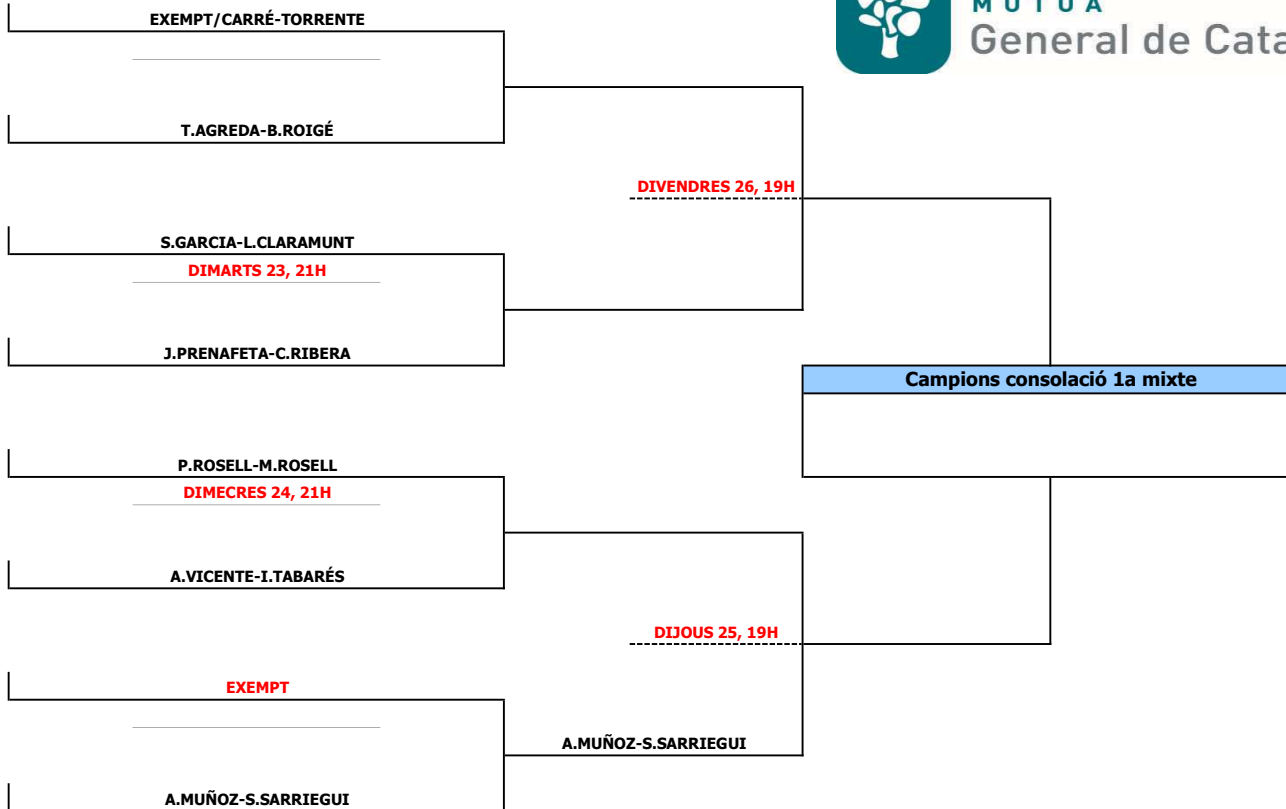 EXEMPT/CARRÉ-TORRENTE
MUTUA
General de Cata
T.AGREDA-B.ROIGÉ
DIVENDRES 26, 19H
S.GARCIA-L.CLARAMUNT
DIMARTS 23, 21H
J.PRENAFETA-C.RIBERA
Campions consolació 1a mixte
P.ROSELL-M.ROSELL
DIMECRES 24, 21H
A.VICENTE-I.TABARÉS
DIJOUS 25, 19H
EXEMPT
A.MUÑOZ-S.SARRIEGUI
A.MUÑOZ-S.SARRIEGUI